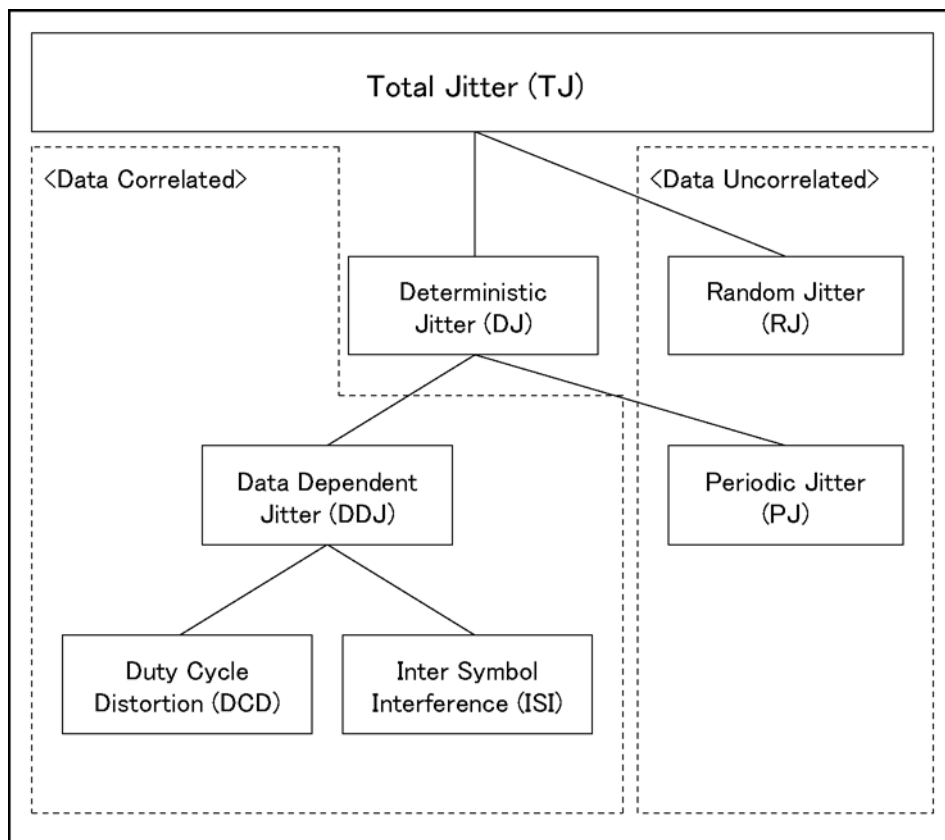 Total Jitter (TJ)
<Data Correlated>
<Data Uncorrelated>
Deterministic
Jitter (DJ)
Random Jitter
(RJ)
Data Dependent
Jitter (DDJ)
Periodic Jitter
(PJ)
Duty Cycle
Distortion (DCD)
Inter Symbol
Interference (ISI)